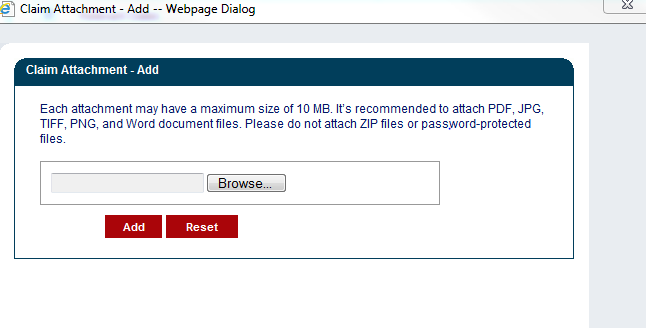 Claim Attachment - Add -- Webpage Dialog
Claim Attachment - Add
Each attachment may have a maximum size of 10 MB. It's recommended to attach PDF, JPG,
TIFF, PNG, and Word document files. Please do not attach ZIP files or password-protected
files.
Browse...
Add Reset